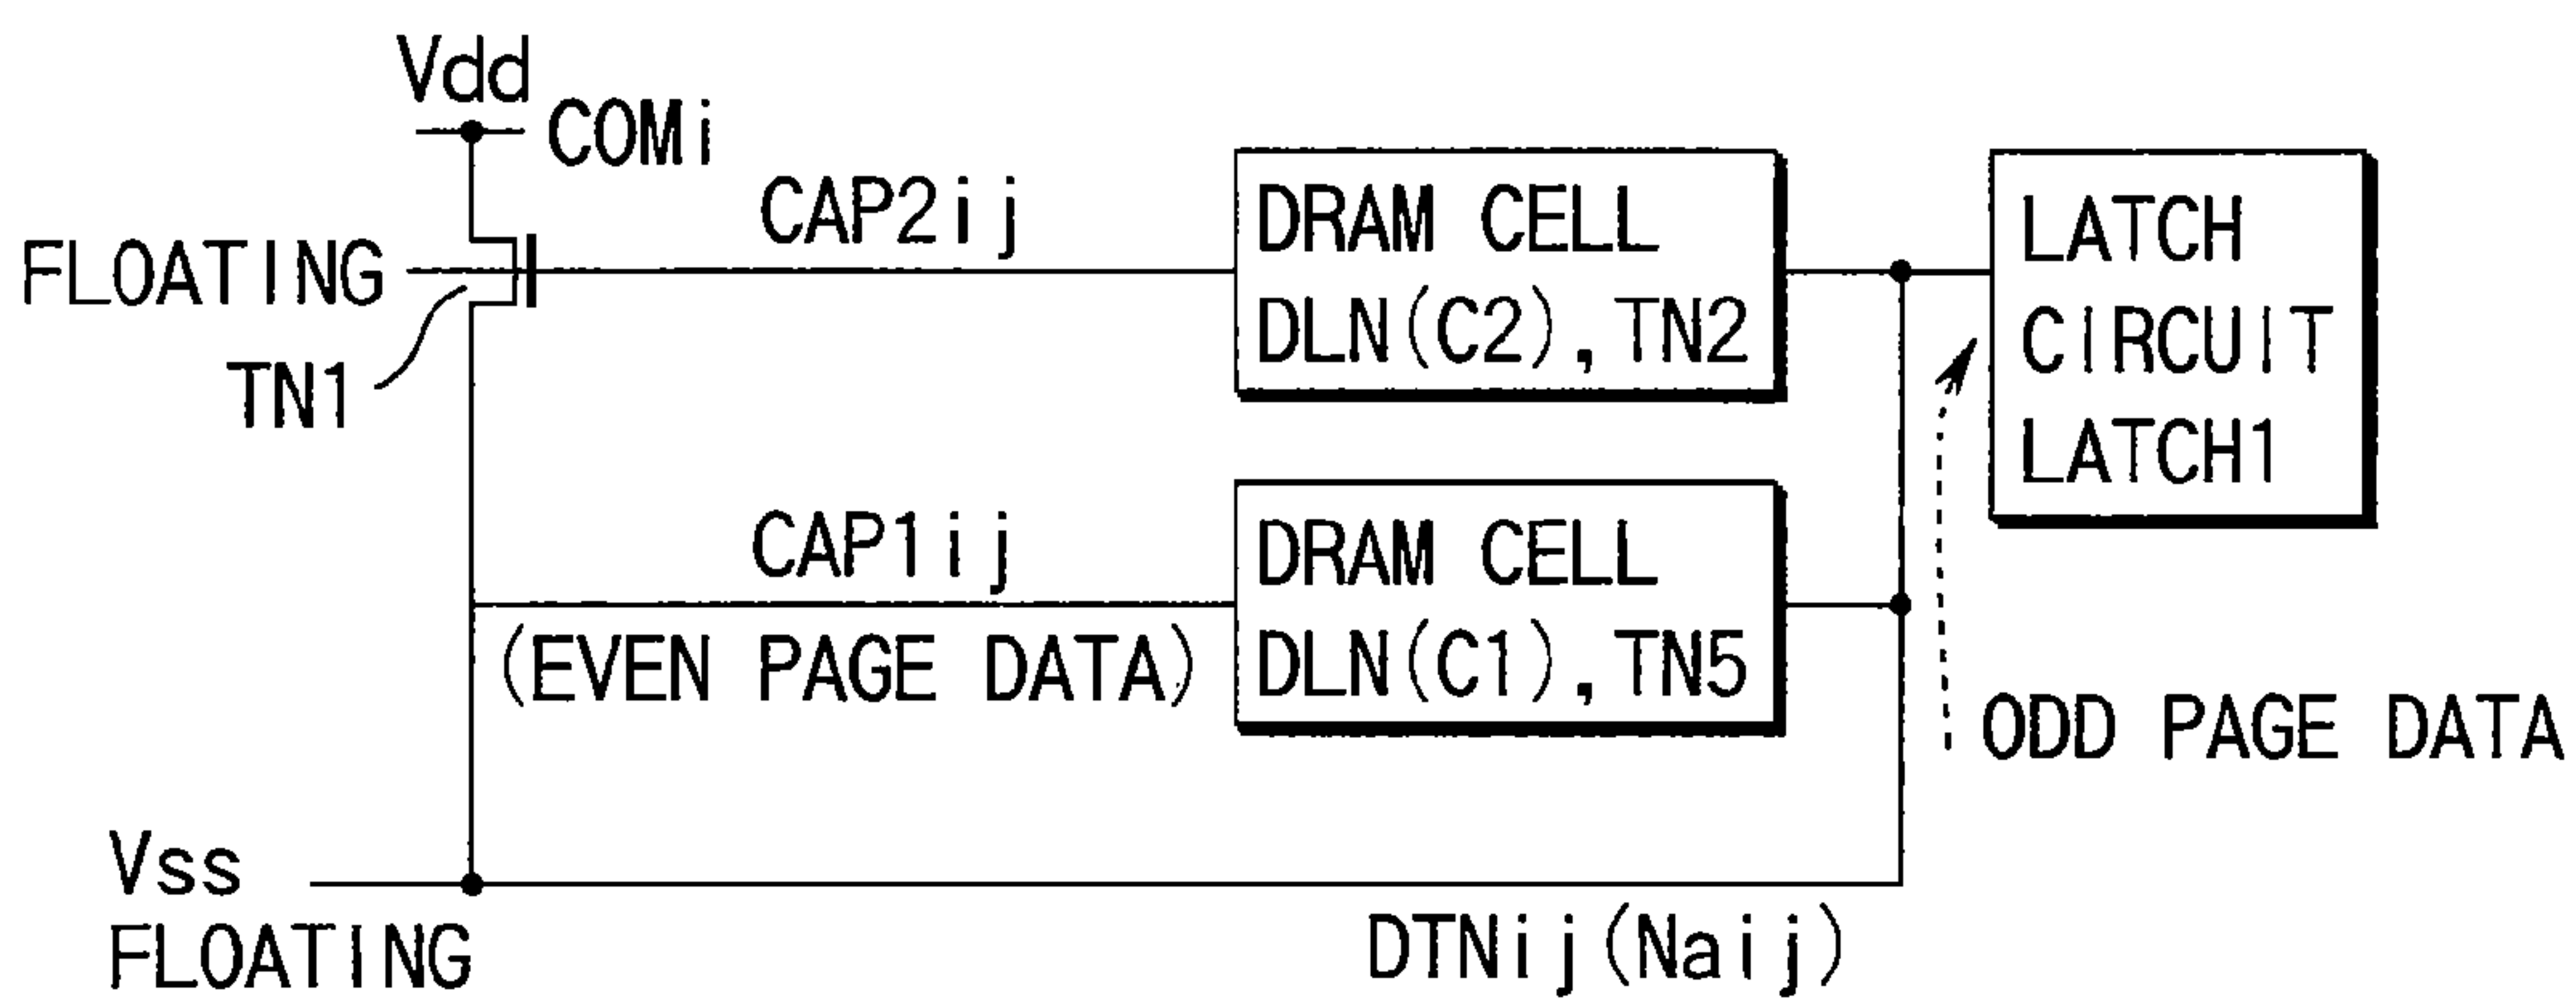 Vdd
COMi
CAP2ij
FLOATING
TN1
DRAM CELL
DLN(C2),TN2
LATCH
CIRCUIT
LATCH1
CAP1ij
(EVEN PAGE DATA)
DRAM CELL
DLN(C1),TN5
ODD PAGE DATA
Vss
FLOATING
DTNij(Naij)